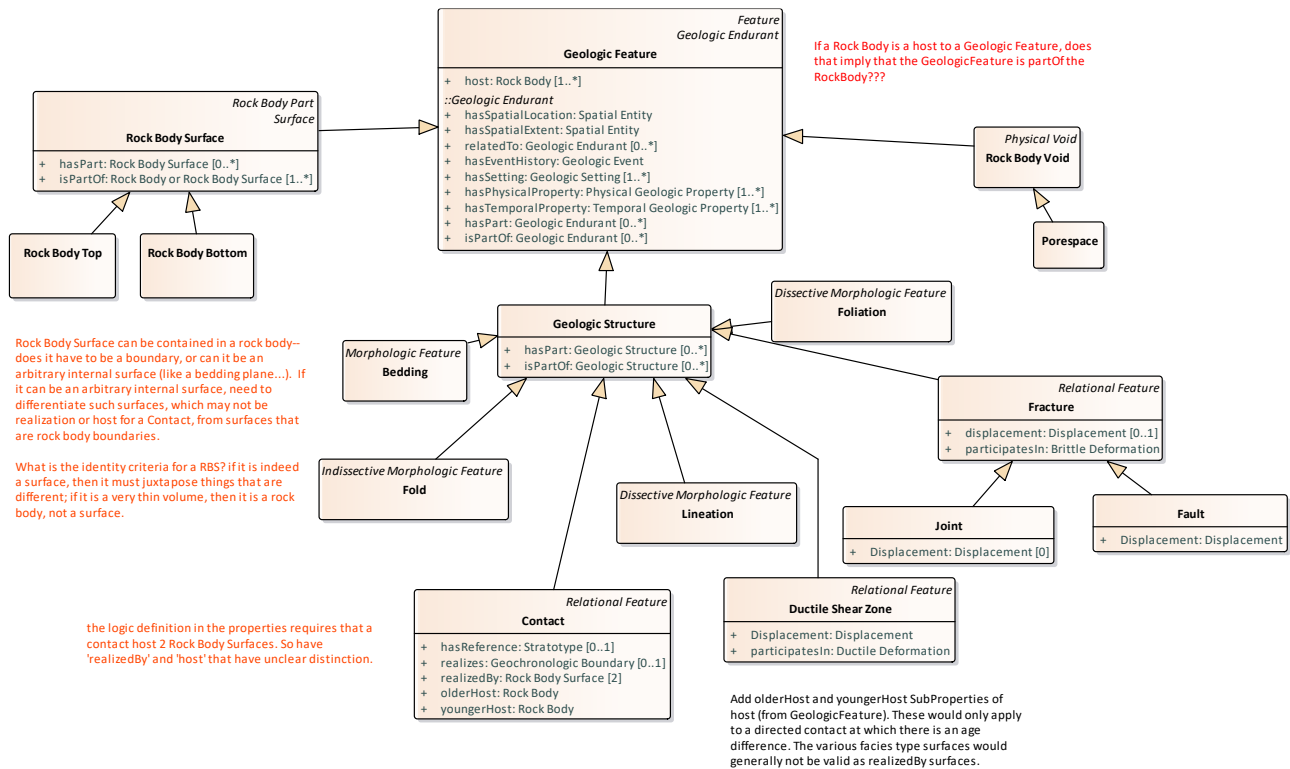 Feature
Geologic Endurant
Geologic Feature
+ host: Rock Body [1..*]
::Geologic Endurant
+ hasSpatialLocation: Spatial Entity
+ hasSpatialExtent: Spatial Entity
+ relatedTo: Geologic Endurant [0..*]
+ hasEventHistory: Geologic Event
+ hasSetting: Geologic Setting [1..*]
+ hasPhysicalProperty: Physical Geologic Property [1..*]
+ hasTemporalProperty: Temporal Geologic Property [1..*]
+ hasPart: Geologic Endurant [0..*]
+ isPartOf: Geologic Endurant [0..*]
If a Rock Body is a host to a Geologic Feature, does
that imply that the GeologicFeature is partOf the
RockBody???
Rock Body Part
Surface
Rock Body Surface
+ hasPart: Rock Body Surface [0..*]
+ isPartOf: Rock Body or Rock Body Surface [1..*]
Physical Void
Rock Body Void
Rock Body Top
Rock Body Bottom
Porespace
Geologic Structure
+ hasPart: Geologic Structure [0..*]
+ isPartOf: Geologic Structure [0..*]
Dissective Morphologic Feature
Foliation
Morphologic Feature
Bedding
Rock Body Surface can be contained in a rock body--
does it have to be a boundary, or can it be an
arbitrary internal surface (like a bedding plane...). If
it can be an arbitrary internal surface, need to
differentiate such surfaces, which may not be
realization or host for a Contact, from surfaces that
are rock body boundaries.
What is the identity criteria for a RBS? if it is indeed
a surface, then it must juxtapose things that are
different; if it is a very thin volume, then it is a rock
body, not a surface.
Relational Feature
Fracture
+ displacement: Displacement [0..1]
+ participatesIn: Brittle Deformation
Indissective Morphologic Feature
Fold
Dissective Morphologic Feature
Lineation
Joint
+ Displacement: Displacement [0]
Fault
+ Displacement: Displacement
Relational Feature
Contact
+ hasReference: Stratotype [0..1]
+ realizes: Geochronologic Boundary [0..1]
+ realizedBy: Rock Body Surface [2]
+ olderHost: Rock Body
+ youngerHost: Rock Body
Relational Feature
Ductile Shear Zone
+ Displacement: Displacement
+ participatesIn: Ductile Deformation
the logic definition in the properties requires that a
contact host 2 Rock Body Surfaces. So have
'realizedBy' and 'host' that have unclear distinction.
Add olderHost and youngerHost SubProperties of
host (from GeologicFeature). These would only apply
to a directed contact at which there is an age
difference. The various facies type surfaces would
generally not be valid as realizedBy surfaces.